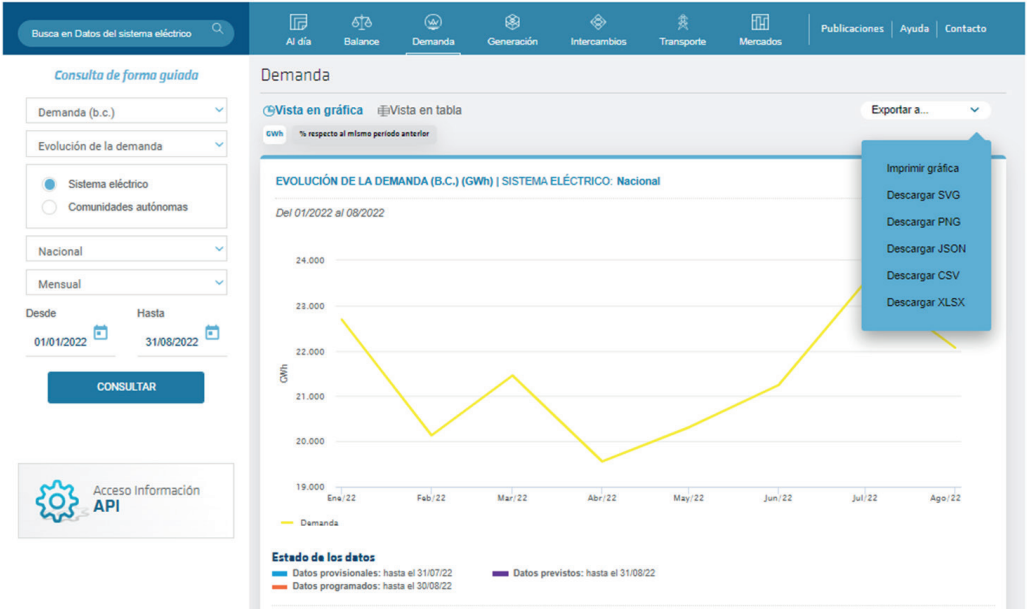 Busca en Datos del sistema eléctrico
Al día
Balance
Demanda
Generación
Intercambios
Transporte
Mercados
Publicaciones
Ayuda
Contacto
Consulta de forma guiada
Demanda (b.c.)
Evolución de la demanda
Sistema eléctrico
Comunidades autónomas
Nacional
Mensual
Desde
Hasta
01/01/2022
31/08/2022
CONSULTAR
Acceso Información
API
Demanda
Vista en gráfica
Vista en tabla
Exportar a...
GWh
% respecto al mismo período anterior
Imprimir gráfica
Descargar SVG
Descargar PNG
Descargar JSON
Descargar CSV
Descargar XLSX
EVOLUCIÓN DE LA DEMANDA (B.C.) (GWh) | SISTEMA ELÉCTRICO: Nacional
Del 01/2022 al 08/2022
24.000
23.000
22.000
21.000
20.000
19.000
GWh
Ene/22
Feb/22
Mar/22
Abr/22
May/22
Jun/22
Jul/22
Ago/22
Demanda
Estado de los datos
Datos provisionales: hasta el 31/07/22
Datos previstos: hasta el 31/08/22
Datos programados: hasta el 30/08/22